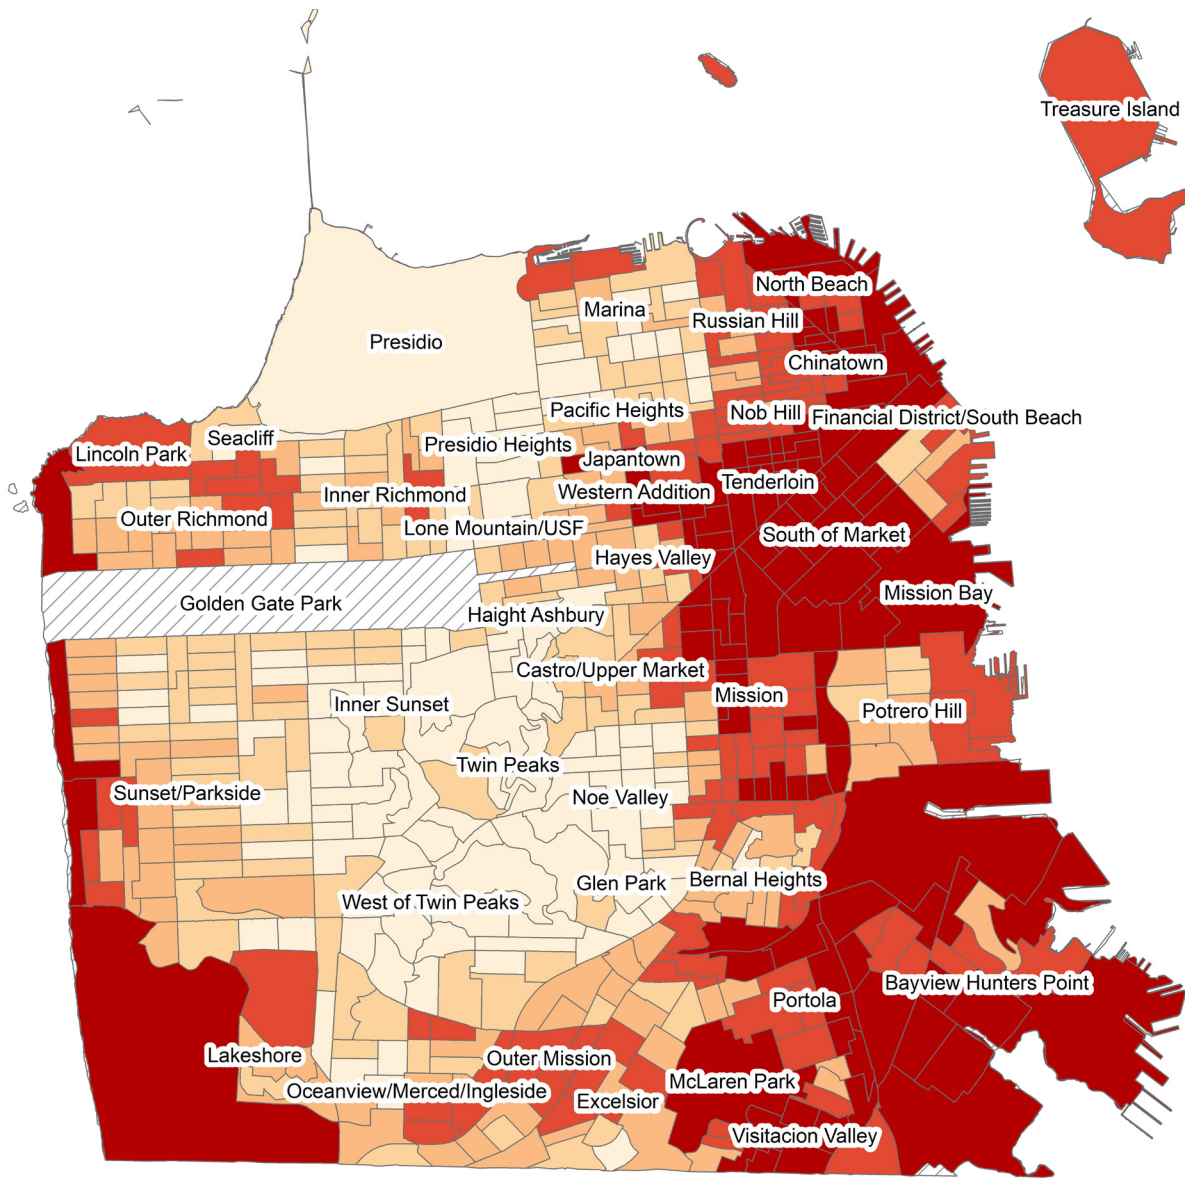 Treasure Island
North Beach
Marina
Russian Hill
Presidio
Chinatown
Pacific Heights
Nob Hill
Financial District/South Beach
Seacliff
Presidio Heights
Lincoln Park
Japantown
Tenderloin
Inner Richmond
Western Addition
Outer Richmond
Lone Mountain/USF
South of Market
Hayes Valley
Mission Bay
Golden Gate Park
Haight Ashbury
Castro/Upper Market
Mission
Inner Sunset
Potrero Hill
Twin Peaks
Sunset/Parkside
Noe Valley
Glen Park
Bernal Heights
West of Twin Peaks
Bayview Hunters Point
Portola
Lakeshore
Outer Mission
McLaren Park
Oceanview/Merced/Ingleside
Excelsior
Visitacion Valley